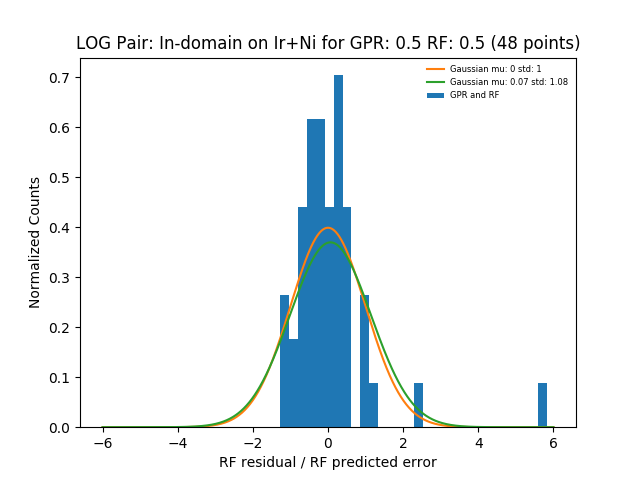 LOG Pair: In-domain on Ir+Ni for GPR: 0.5 RF: 0.5 (48 points)
Gaussian mu: 0 std: 1
Gaussian mu: 0.07 std: 1.08
GPR and RF
Normalized Counts
0.7
0.6
0.5
0.4
0.3
0.2
0.1
0.0
−6 −4 −2 0 2 4 6
RF residual / RF predicted error